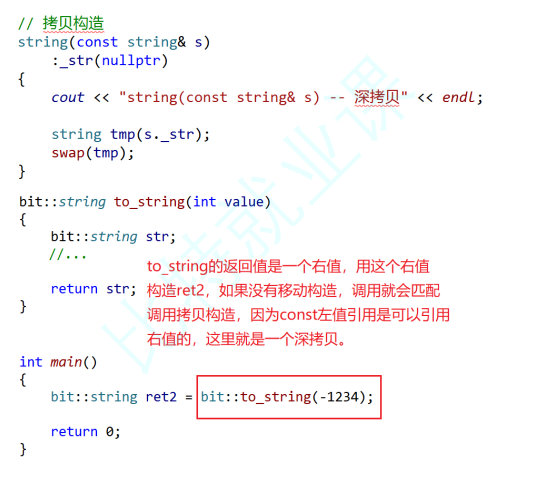 // 拷贝构造
string(const string& s)
:_str(nullptr)
{
cout << "string(const string& s) -- 深拷贝" << endl;
string tmp(s._str);
swap(tmp);
}
bit::string to_string(int value)
{
bit::string str;
//...
return str;
}
to_string的返回值是一个右值，用这个右值
构造ret2，如果没有移动构造，调用就会匹配
调用拷贝构造，因为const左值引用是可以引用
右值的，这里就是一个深拷贝。
int main()
{
bit::string ret2 = bit::to_string(-1234);
return 0;
}
比特就业课